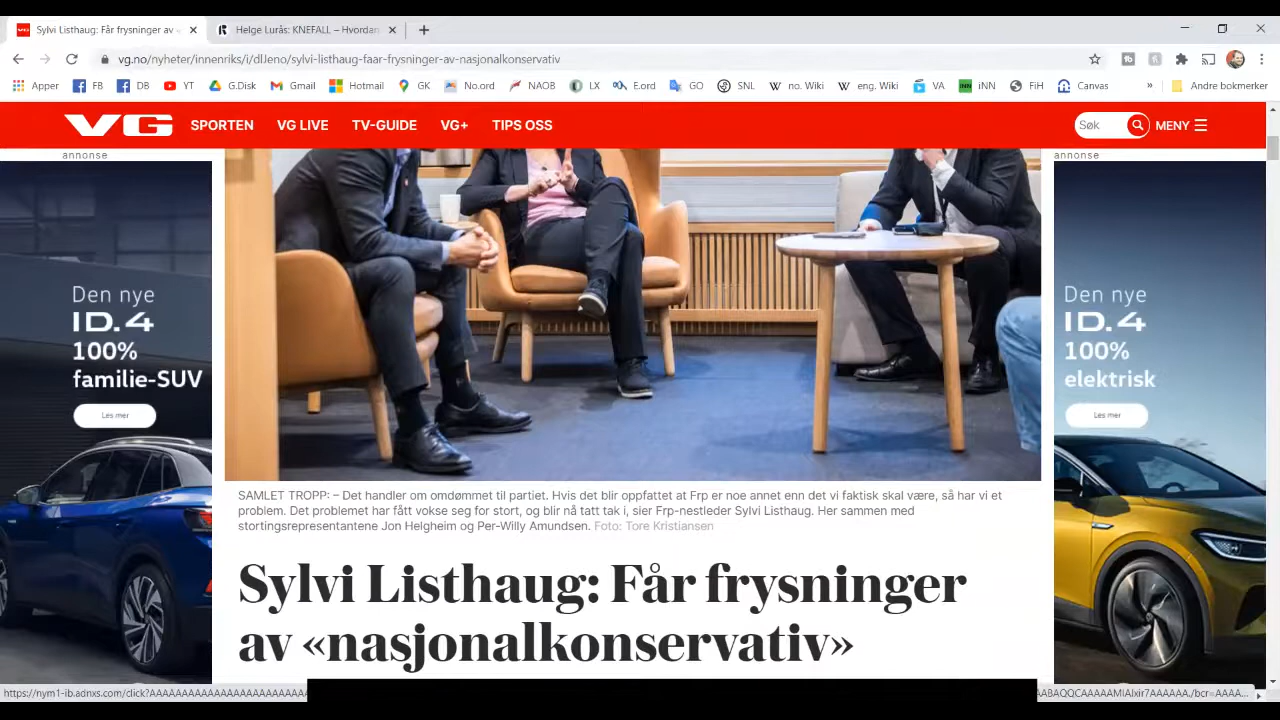 Sylvi Listhaug: Får frysninger av
Helge Lurås: KNEFALL – Hvordan
vg.no/nyheter/innenriks/i/dlJeno/sylvi-listhaug-faar-frysninger-av-nasjonalkonservativ
Apper FB DB YT G.Disk Gmail Hotmail GK No.ord NAOB LX E.ord GO SNL no. Wiki eng. Wiki VA iNN FiH Canvas » Andre bokmerker
VG SPORTEN VG LIVE TV-GUIDE VG+ TIPS OSS Søk MENY
annonse
annonse
Den nye
ID.4
100%
familie-SUV
Les mer
Den nye
ID.4
100%
elektrisk
Les mer
SAMLET TROPP: – Det handler om omdømmet til partiet. Hvis det blir oppfattet at Frp er noe annet enn det vi faktisk skal være, så har vi et
problem. Det problemet har fått vokse seg for stort, og blir nå tatt tak i, sier Frp-nestleder Sylvi Listhaug. Her sammen med
stortingsrepresentantene Jon Helgheim og Per-Willy Amundsen. Foto: Tore Kristiansen
Sylvi Listhaug: Får frysninger
av «nasjonalkonservativ»